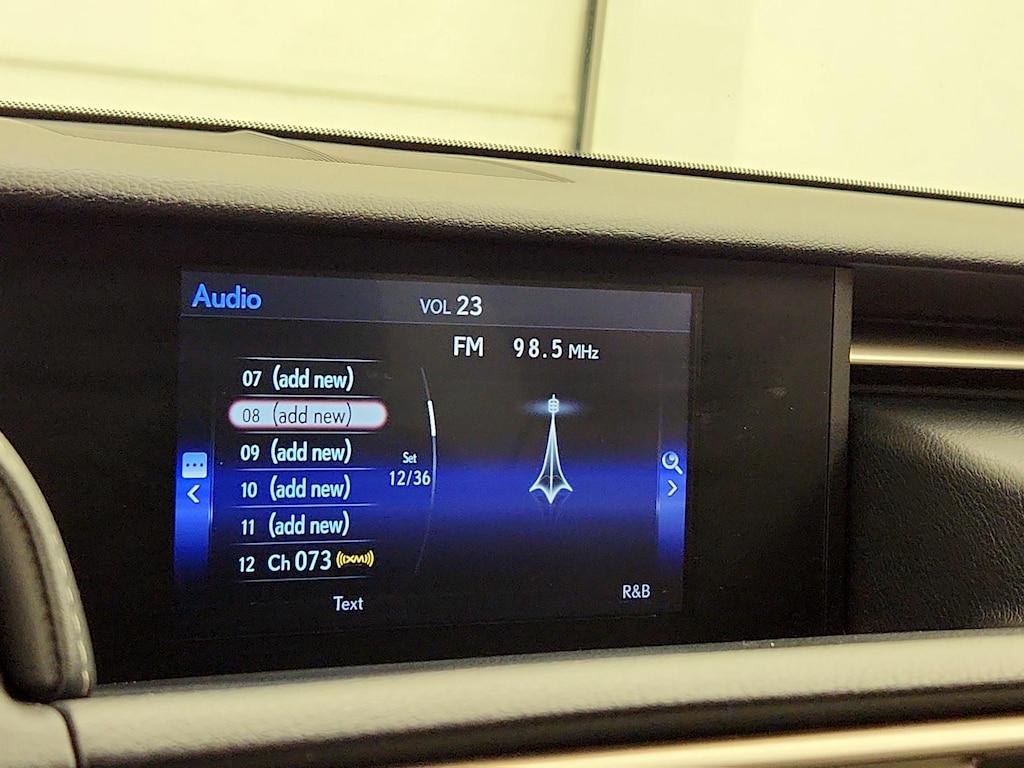 Audio
VOL 23
FM 98.5 MHz
07 (add new)
08 (add new)
09 (add new)
10 (add new)
11 (add new)
12 Ch 073 ((XM))
Set
12/36
Text
R&B